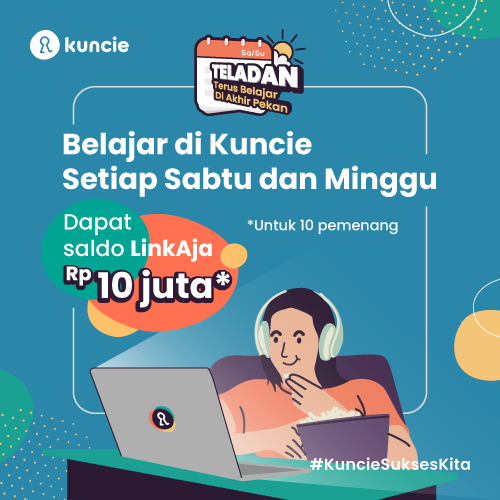 kuncie
Sa/Su
TELADAN
Terus Belajar
Di Akhir Pekan
Belajar di Kuncie
Setiap Sabtu dan Minggu
Dapat
saldo LinkAja
Rp 10 juta*
*Untuk 10 pemenang
#KuncieSuksesKita